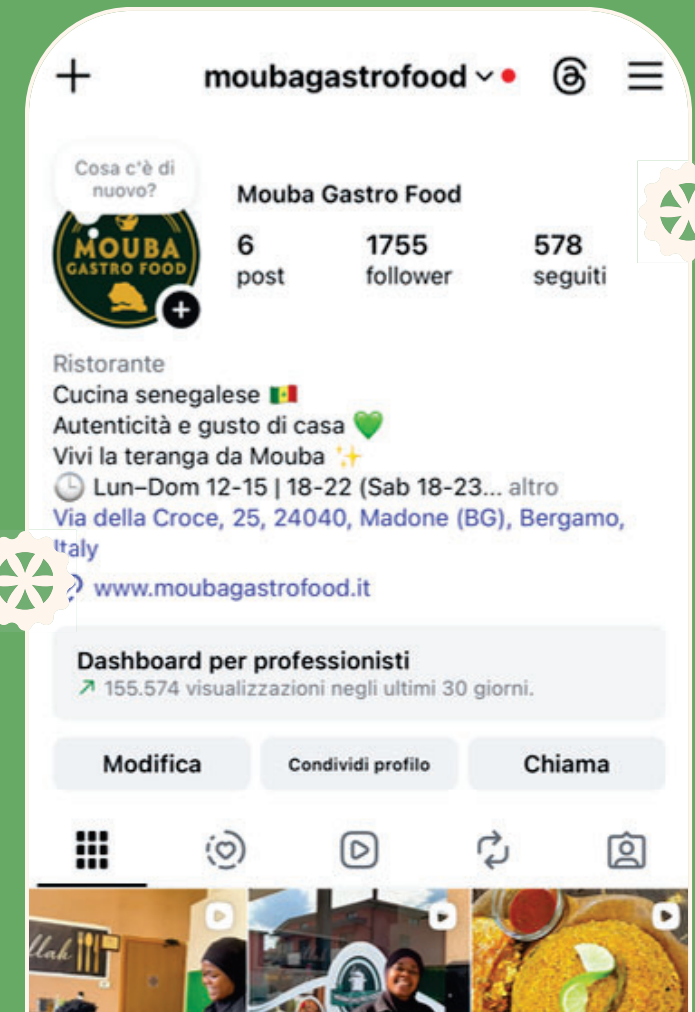 moubagastrofood
Cosa c'è di
nuovo?
Mouba Gastro Food
MOUBA
GASTRO FOOD
6
1755
578
post
follower
seguiti
Ristorante
Cucina senegalese 🇸🇳
Autenticità e gusto di casa 💚
Vivi la teranga da Mouba ✨
🕒 Lun–Dom 12-15 | 18-22 (Sab 18-23... altro
Via della Croce, 25, 24040, Madone (BG), Bergamo,
Italy
www.moubagastrofood.it
Dashboard per professionisti
155.574 visualizzazioni negli ultimi 30 giorni.
Modifica
Condividi profilo
Chiama